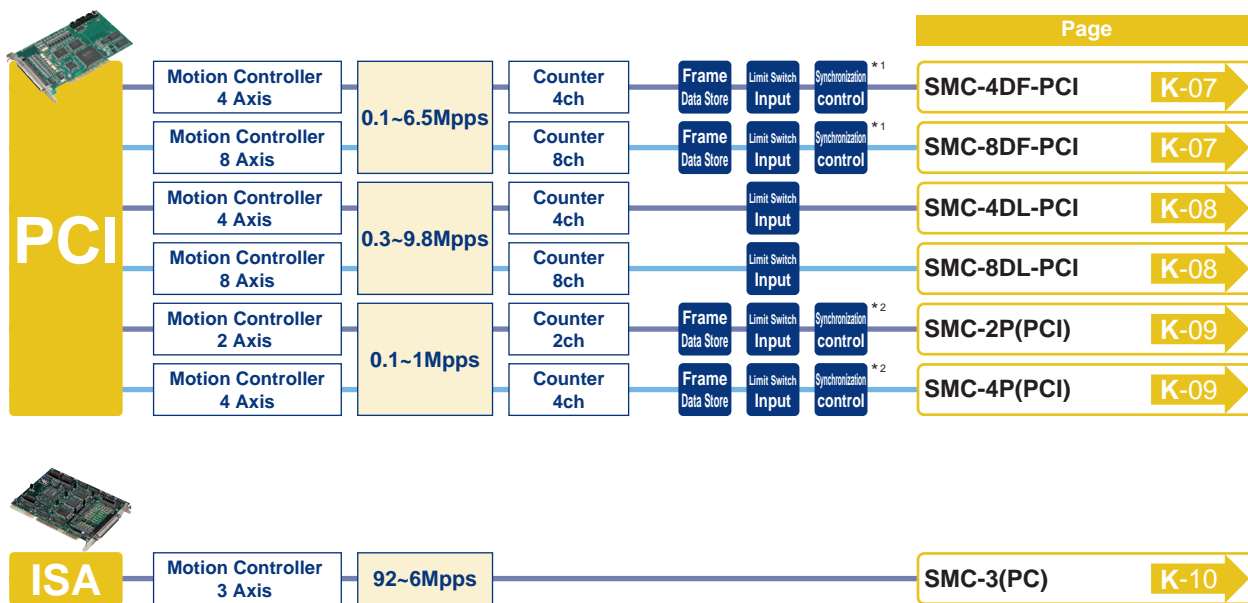 Page
PCI
Motion Controller
4 Axis
0.1~6.5Mpps
Counter
4ch
Frame
Data Store
Limit Switch
Input
Synchronization
control
*1
SMC-4DF-PCI
K-07
Motion Controller
8 Axis
Counter
8ch
Frame
Data Store
Limit Switch
Input
Synchronization
control
*1
SMC-8DF-PCI
K-07
Motion Controller
4 Axis
0.3~9.8Mpps
Counter
4ch
Limit Switch
Input
SMC-4DL-PCI
K-08
Motion Controller
8 Axis
Counter
8ch
Limit Switch
Input
SMC-8DL-PCI
K-08
Motion Controller
2 Axis
0.1~1Mpps
Counter
2ch
Frame
Data Store
Limit Switch
Input
Synchronization
control
*2
SMC-2P(PCI)
K-09
Motion Controller
4 Axis
Counter
4ch
Frame
Data Store
Limit Switch
Input
Synchronization
control
*2
SMC-4P(PCI)
K-09
ISA
Motion Controller
3 Axis
92~6Mpps
SMC-3(PC)
K-10